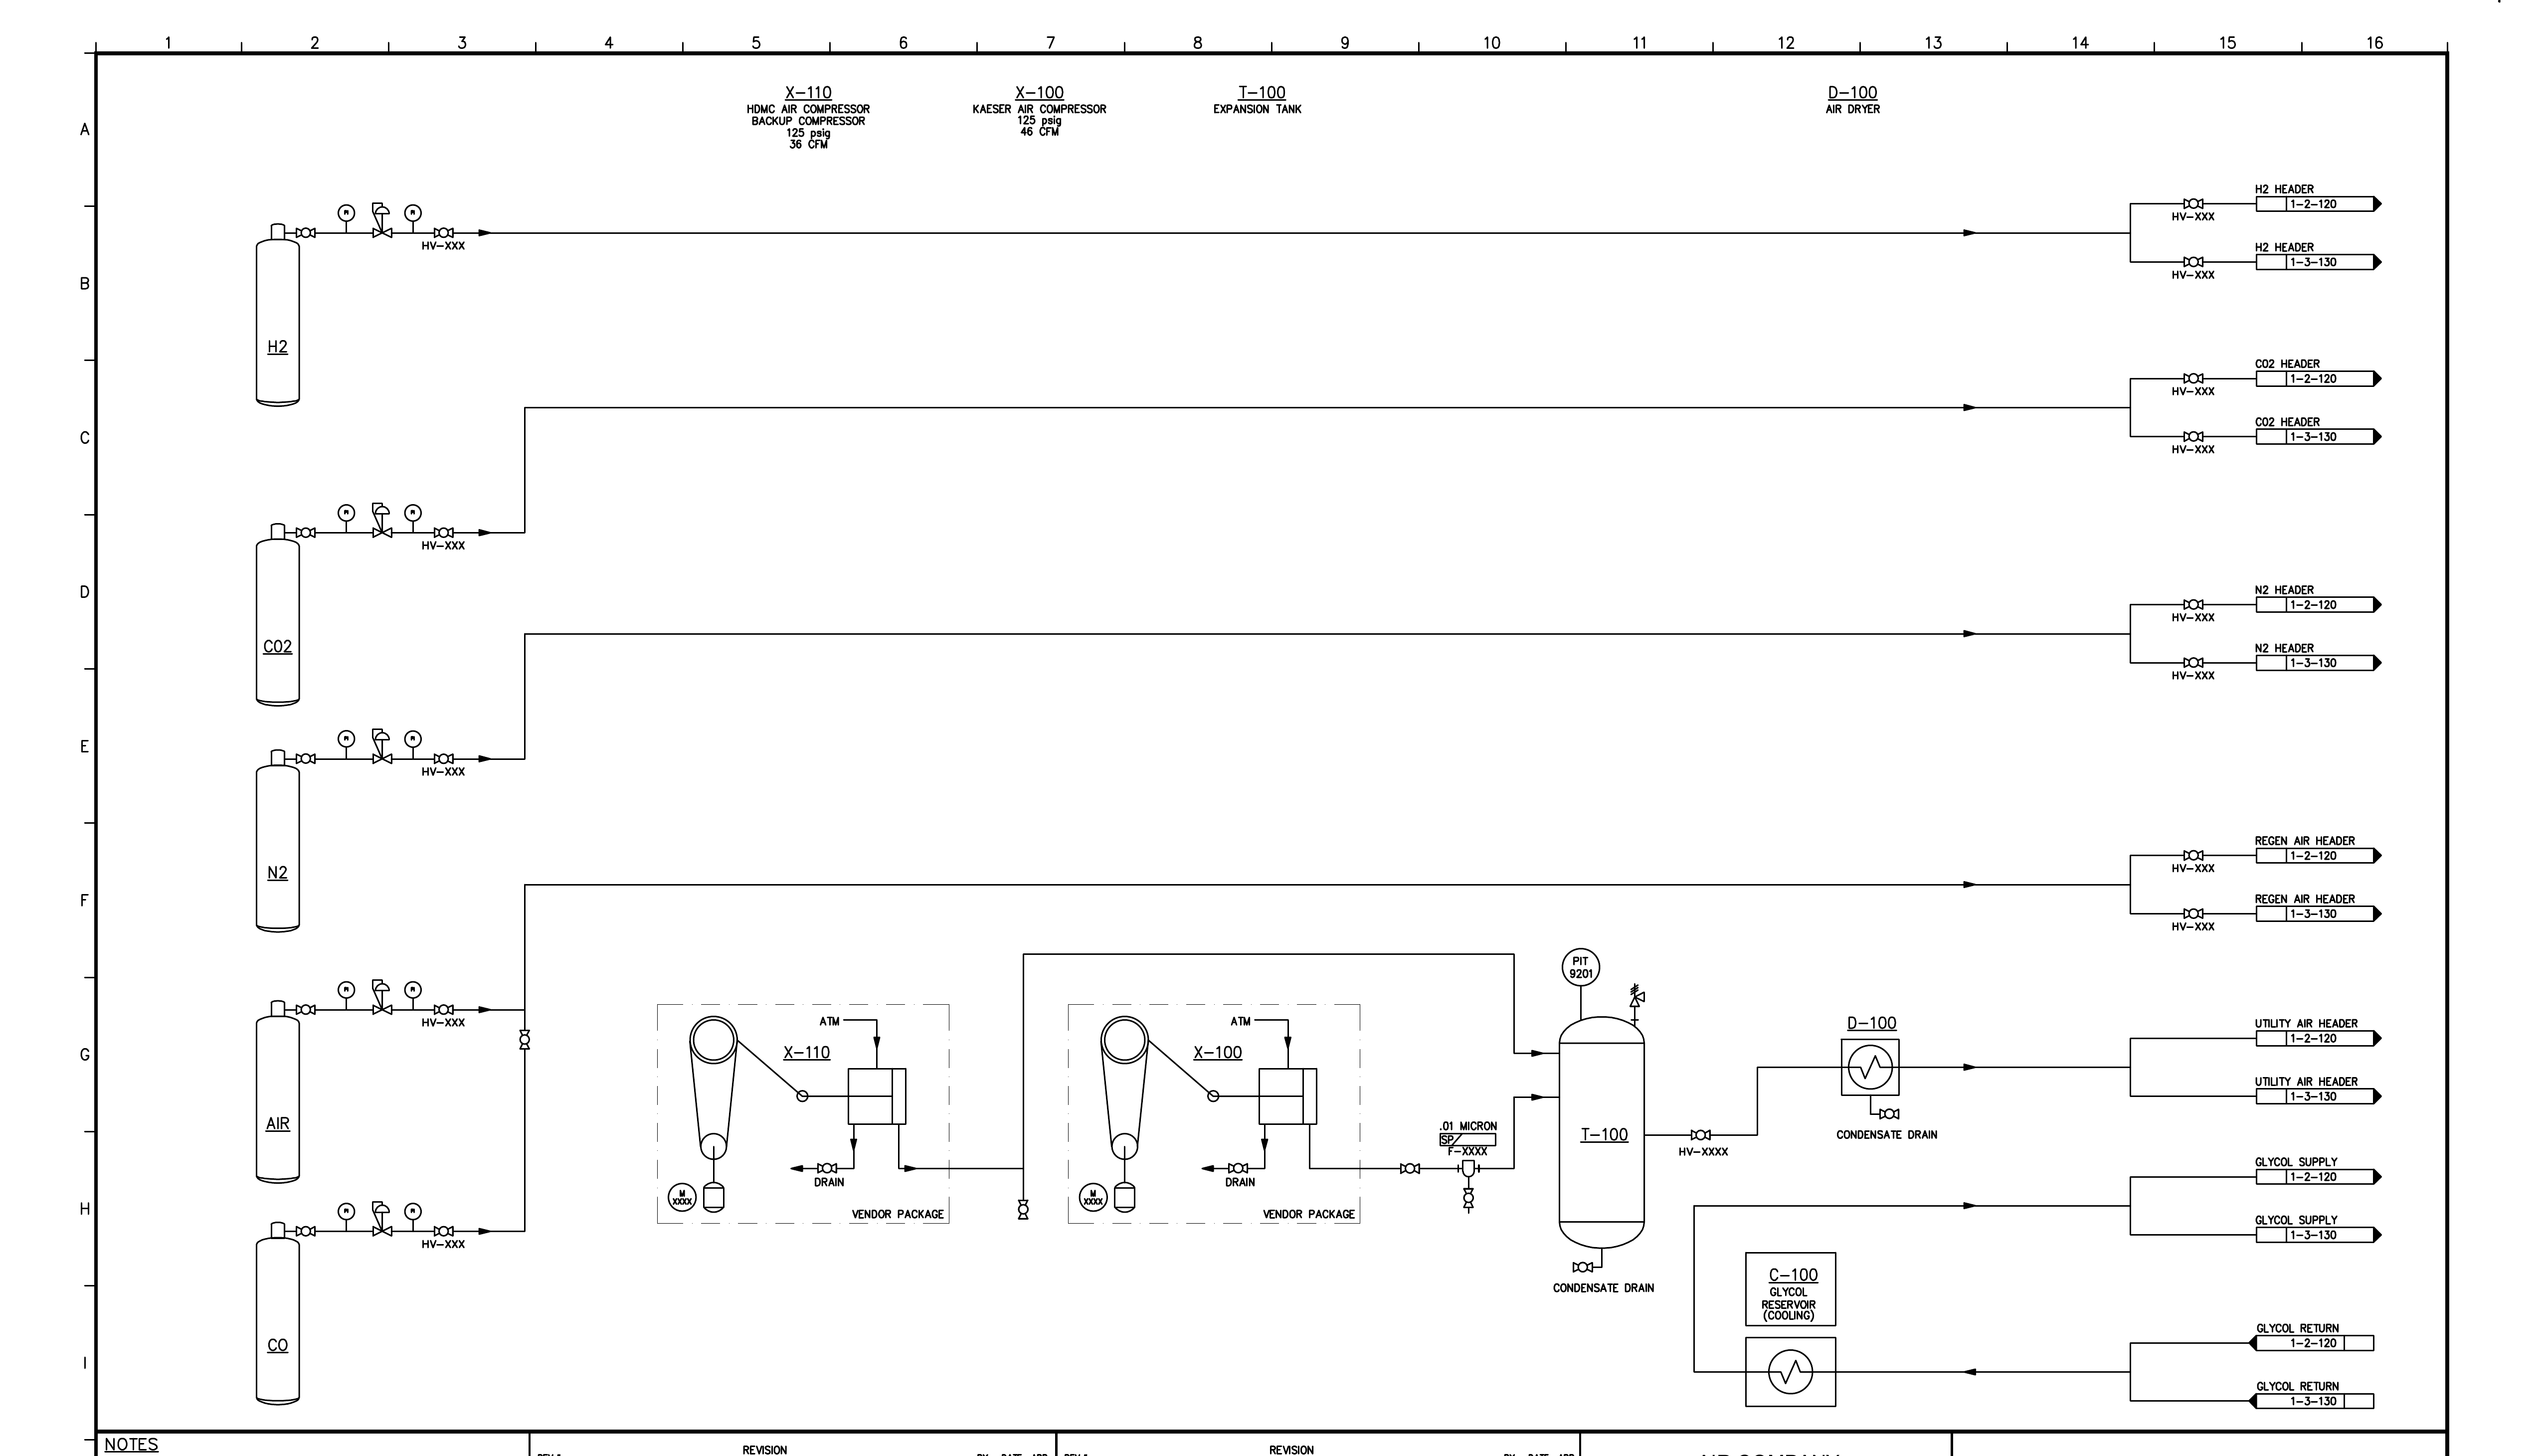 1 2 3 4 5 6 7 8 9 10 11 12 13 14 15 16
X-110
HDMC AIR COMPRESSOR
BACKUP COMPRESSOR
125 psig
36 CFM
X-100
KAESER AIR COMPRESSOR
125 psig
46 CFM
T-100
EXPANSION TANK
D-100
AIR DRYER
A
B
C
D
E
F
G
H
I
HV-XXX
H2
HV-XXX
H2 HEADER
1-2-120
HV-XXX
H2 HEADER
1-3-130
HV-XXX
CO2
HV-XXX
CO2 HEADER
1-2-120
HV-XXX
CO2 HEADER
1-3-130
HV-XXX
N2
HV-XXX
N2 HEADER
1-2-120
HV-XXX
N2 HEADER
1-3-130
HV-XXX
AIR
HV-XXX
REGEN AIR HEADER
1-2-120
HV-XXX
REGEN AIR HEADER
1-3-130
HV-XXX
CO
ATM
X-110
DRAIN
M
XXXX
VENDOR PACKAGE
ATM
X-100
DRAIN
M
XXXX
VENDOR PACKAGE
.01 MICRON
SP
F-XXXX
PIT
9201
T-100
CONDENSATE DRAIN
HV-XXXX
D-100
CONDENSATE DRAIN
UTILITY AIR HEADER
1-2-120
UTILITY AIR HEADER
1-3-130
GLYCOL SUPPLY
1-2-120
GLYCOL SUPPLY
1-3-130
C-100
GLYCOL
RESERVOIR
(COOLING)
GLYCOL RETURN
1-2-120
GLYCOL RETURN
1-3-130
NOTES
REVISION
REVISION